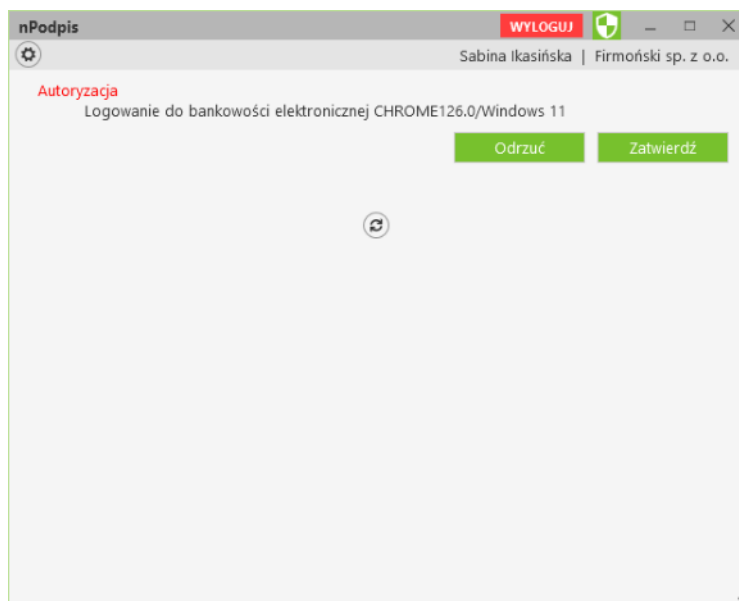 nPodpis WYLOGUJ
Sabina Ikasińska | Firmoński sp. z o.o.
Autoryzacja
Logowanie do bankowości elektronicznej CHROME126.0/Windows 11
Odrzuć Zatwierdź